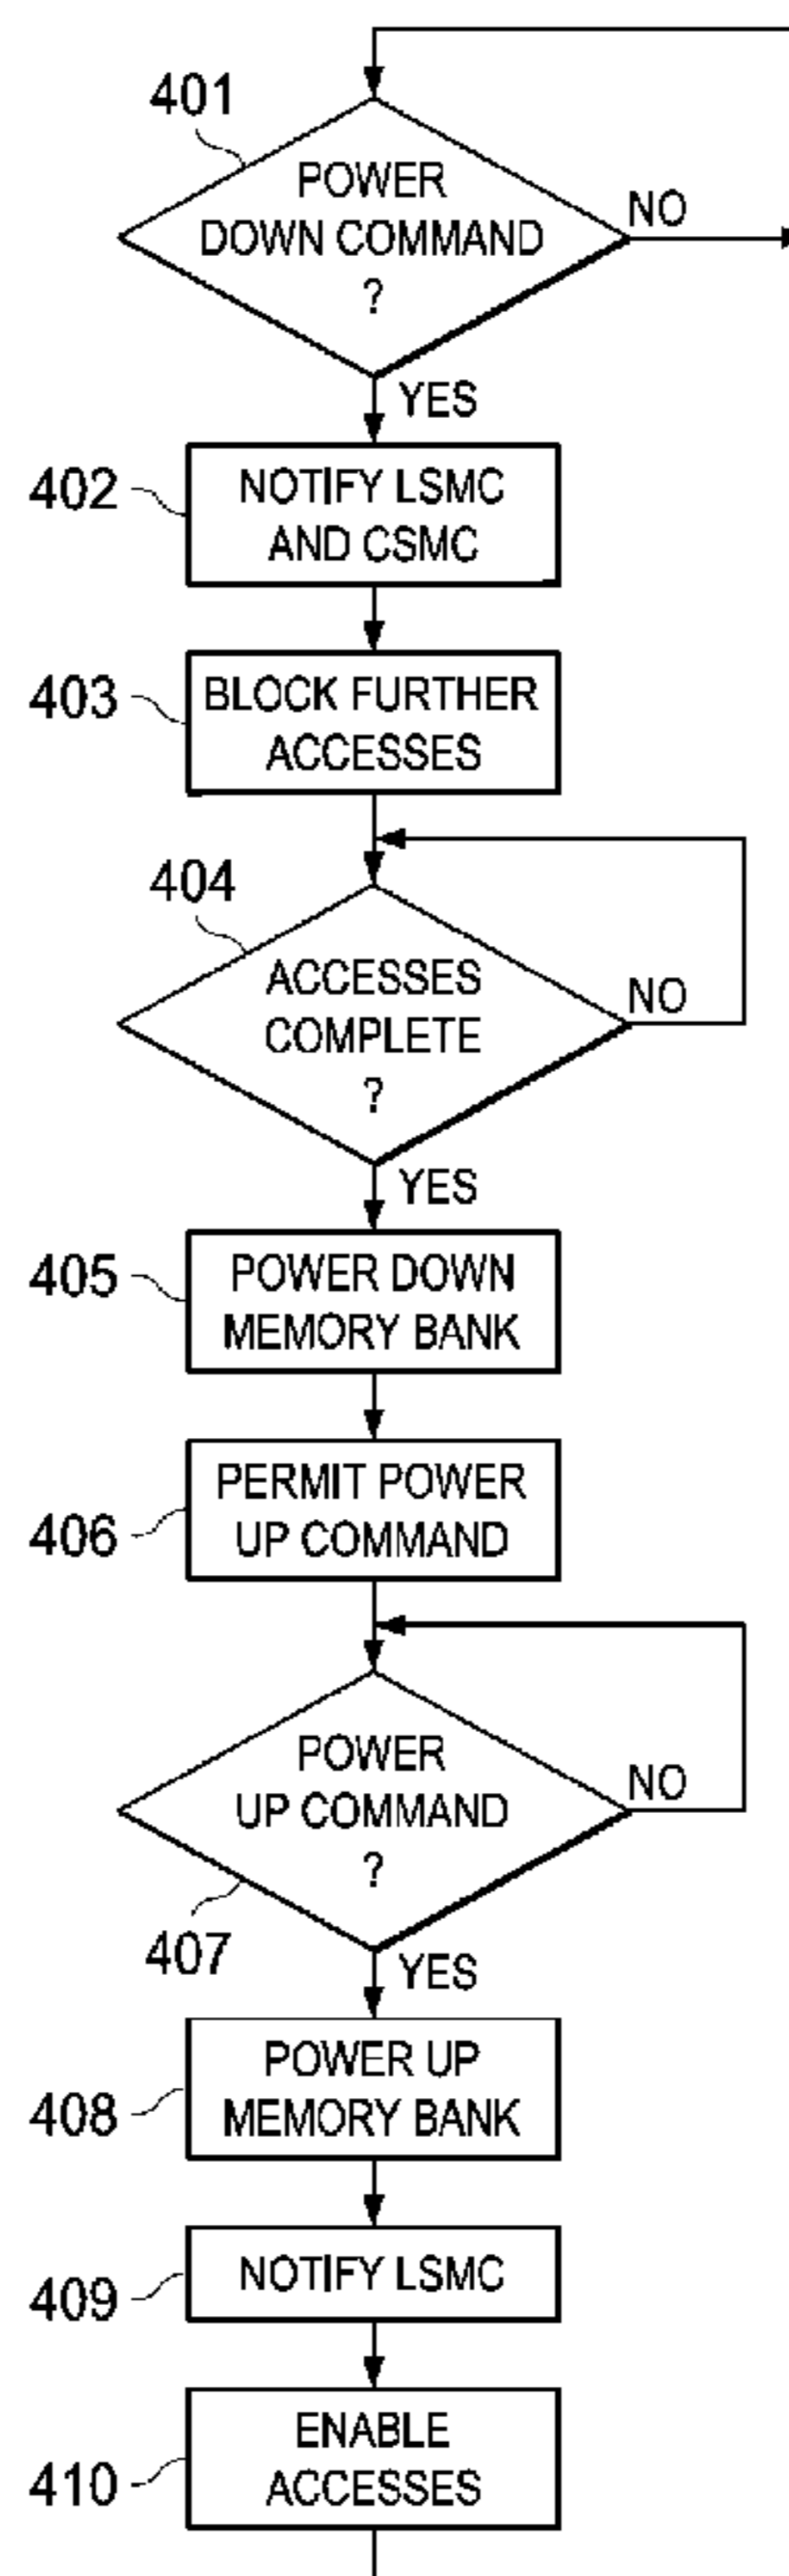 401
POWER
DOWN COMMAND
?
NO
YES
402
NOTIFY LSMC
AND CSMC
403
BLOCK FURTHER
ACCESSES
404
ACCESSES
COMPLETE
?
NO
YES
405
POWER DOWN
MEMORY BANK
406
PERMIT POWER
UP COMMAND
POWER
UP COMMAND
?
NO
407
YES
408
POWER UP
MEMORY BANK
409
NOTIFY LSMC
410
ENABLE
ACCESSES